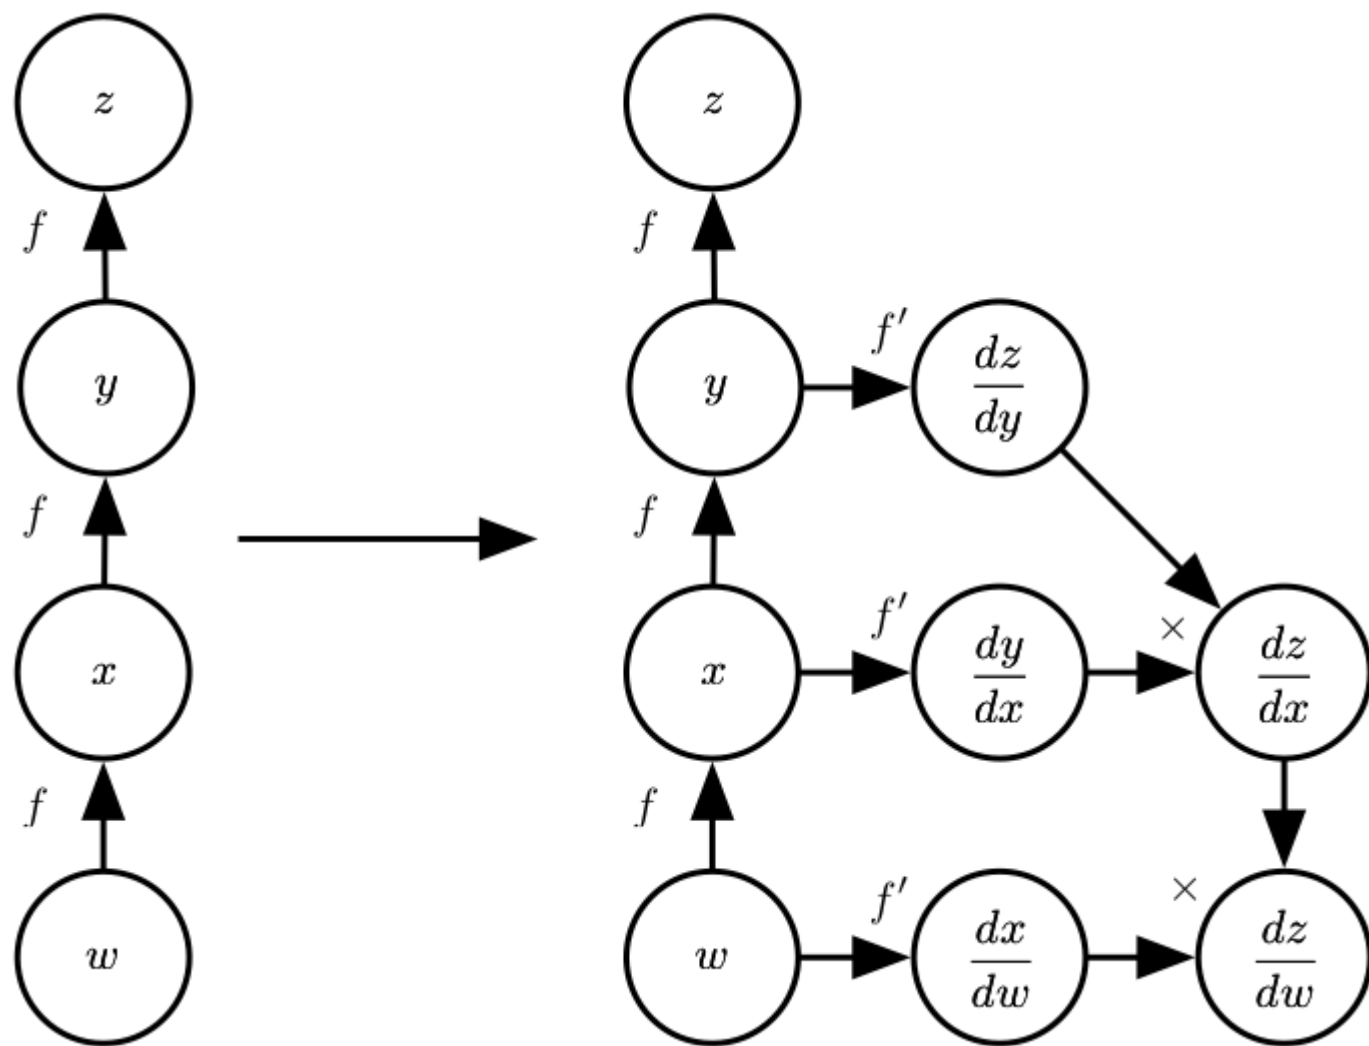 z z
f f
y f′ dz/dy
y
f f
x f′ dy/dx × dz/dx
x
f f
w f′ dx/dw × dz/dw
w